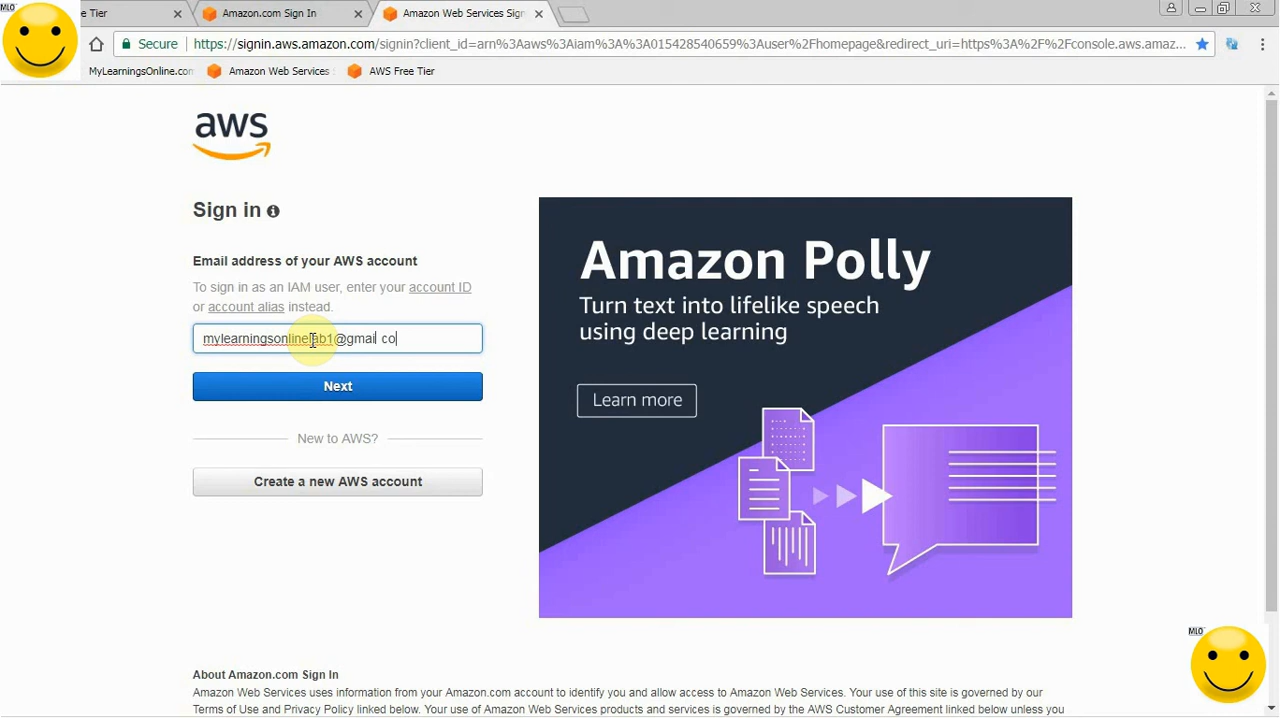 MLO
e Tier
Amazon.com Sign In
Amazon Web Services Sign
Secure
https://signin.aws.amazon.com/signin?client_id=arn%3Aaws%3Aiam%3A%3A015428540659%3Auser%2Fhomepage&redirect_uri=https%3A%2F%2Fconsole.aws.amaz...
MyLearningsOnline.con
Amazon Web Services :
AWS Free Tier
aws
Sign in
Email address of your AWS account
To sign in as an IAM user, enter your account ID
or account alias instead.
mylearningsonlinelab1@gmail co
Next
New to AWS?
Create a new AWS account
Amazon Polly
Turn text into lifelike speech
using deep learning
Learn more
MLO
About Amazon.com Sign In
Amazon Web Services uses information from your Amazon.com account to identify you and allow access to Amazon Web Services. Your use of this site is governed by our
Terms of Use and Privacy Policy linked below. Your use of Amazon Web Services products and services is governed by the AWS Customer Agreement linked below unless you